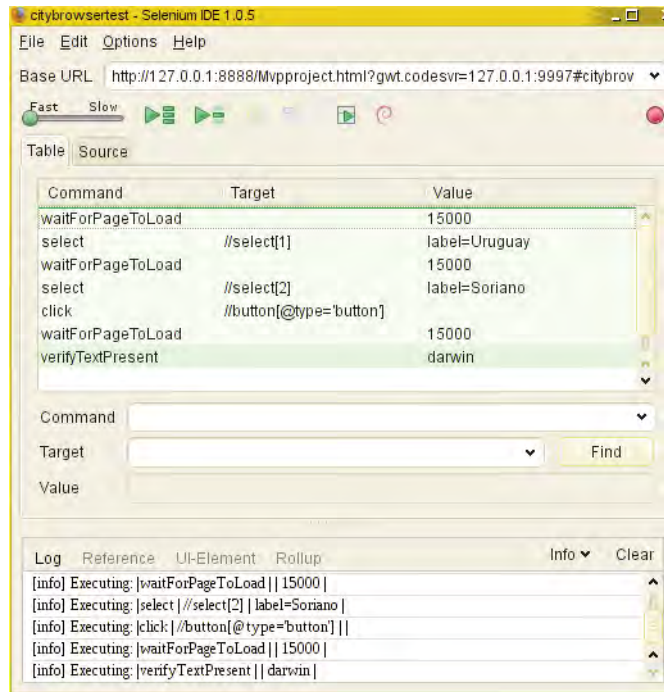 citybrowsertest - Selenium IDE 1.0.5
File Edit Options Help
Base URL http://127.0.0.1:8888/Mvpproject.html?gwt.codesvr=127.0.0.1:9997#citybrov
Fast Slow
Table Source
Command Target Value
waitForPageToLoad 15000
select //select[1] label=Uruguay
waitForPageToLoad 15000
select //select[2] label=Soriano
click //button[@type='button']
waitForPageToLoad 15000
verifyTextPresent darwin
Command
Target Find
Value
Log Reference UI-Element Rollup Info Clear
[info] Executing: |waitForPageToLoad | | 15000 |
[info] Executing: |select | //select[2] | label=Soriano |
[info] Executing: |click | //button[@type='button'] | |
[info] Executing: |waitForPageToLoad | | 15000 |
[info] Executing: |verifyTextPresent | | darwin |